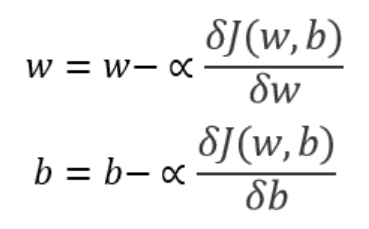 w = w− ∝ δJ(w, b) / δw
b = b− ∝ δJ(w, b) / δb